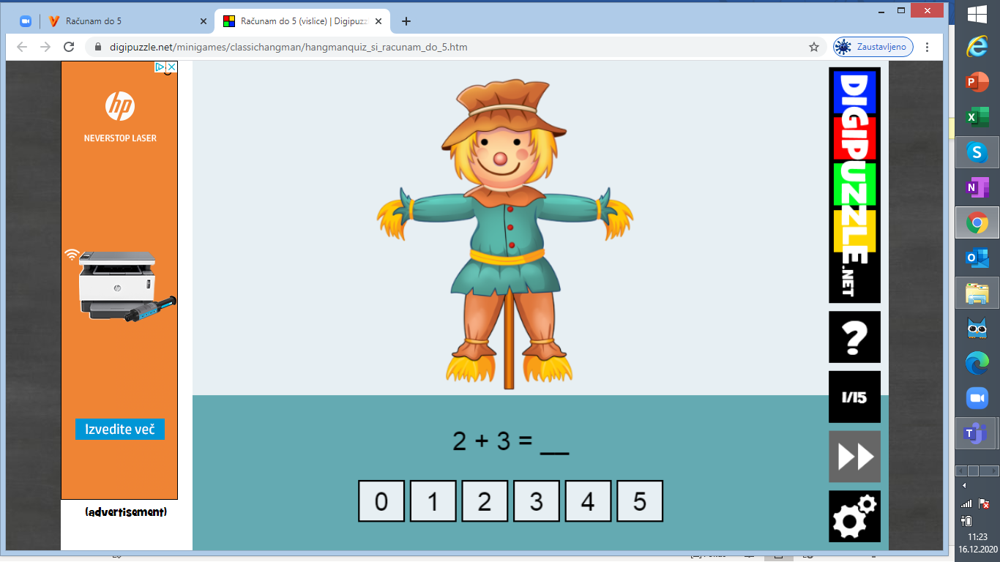 Računam do 5
Računam do 5 (vislice) | Digipuzz
digipuzzle.net/minigames/classichangman/hangmanquiz_si_racunam_do_5.htm
Zaustavljeno
hp
NEVERSTOP LASER
Izvedite več
(advertisement)
DIGIPUZZLE.NET
?
1/15
2 + 3 = __
0 1 2 3 4 5
11:23
16.12.2020